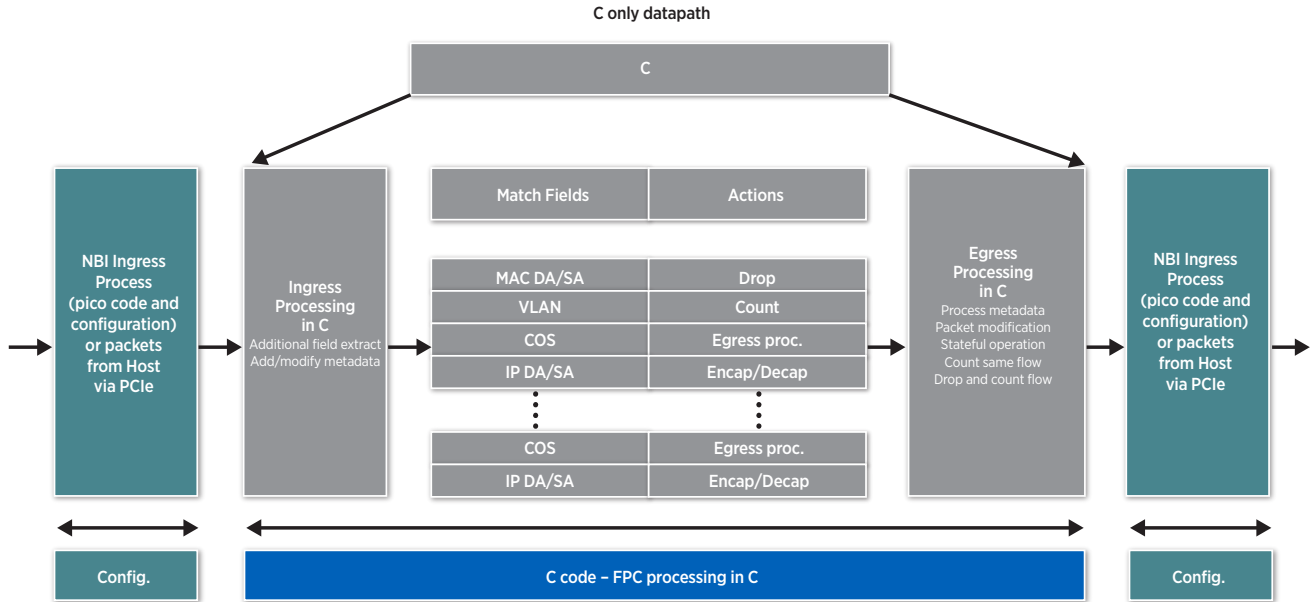 C only datapath
C
NBI Ingress
Process
(pico code and
configuration)
or packets
from Host
via PCIe
Ingress
Processing
in C
Additional field extract
Add/modify metadata
Match Fields
Actions
MAC DA/SA
Drop
VLAN
Count
COS
Egress proc.
IP DA/SA
Encap/Decap
COS
Egress proc.
IP DA/SA
Encap/Decap
Egress
Processing
in C
Process metadata
Packet modification
Stateful operation
Count same flow
Drop and count flow
NBI Ingress
Process
(pico code and
configuration)
or packets
from Host
via PCIe
Config.
C code – FPC processing in C
Config.